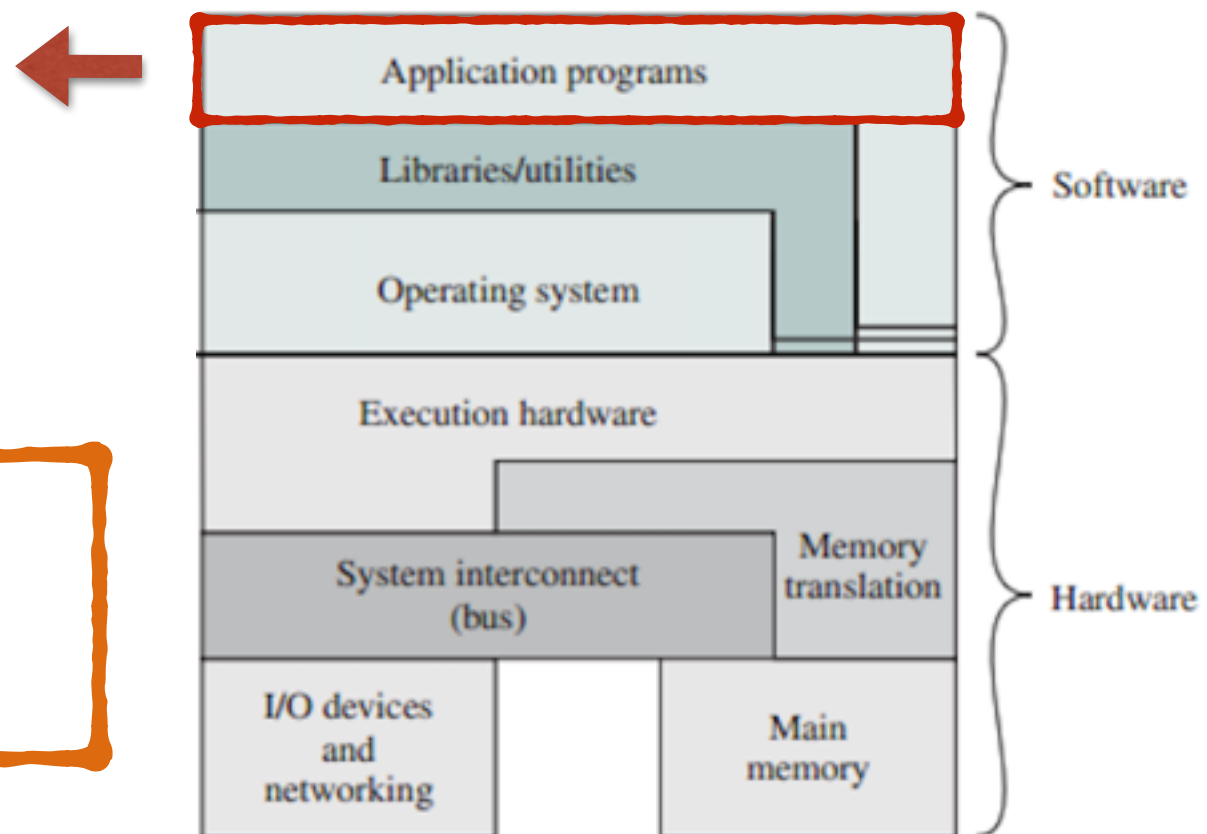 Application programs
Libraries/utilities
Software
Operating system
Execution hardware
Memory
translation
System interconnect
(bus)
Hardware
I/O devices
and
networking
Main
memory